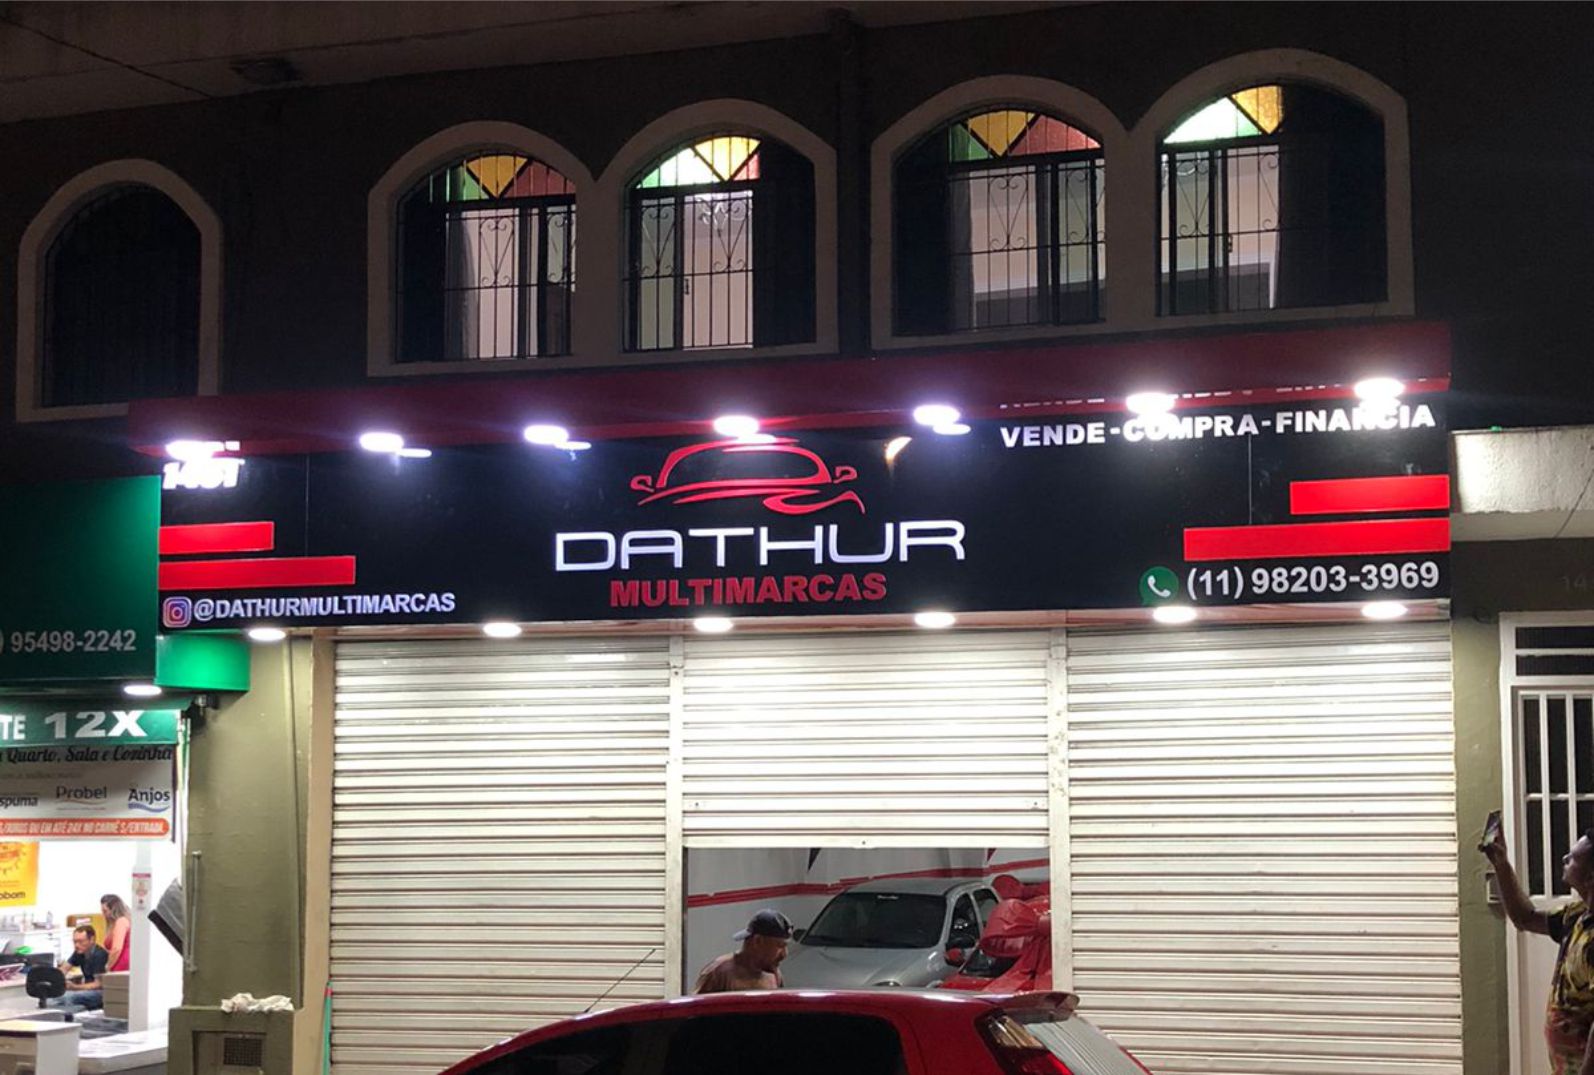 VENDE-COMPRA-FINANCIA
DATHUR
MULTIMARCAS
@DATHURMULTIMARCAS
(11) 98203-3969
95498-2242
12X
Quarto, Sala e Cozinha
Probel
Anjos